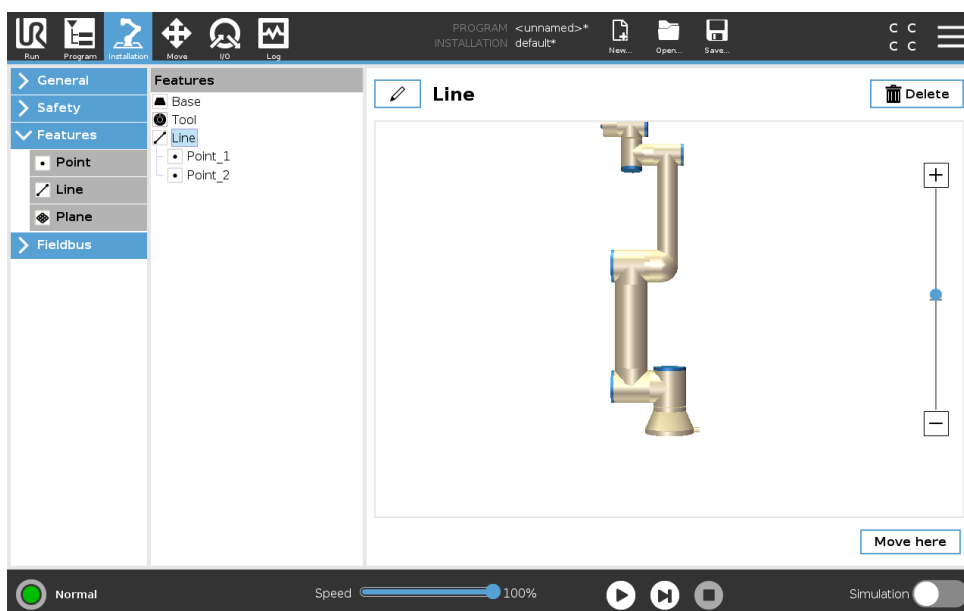 UR
Run
Program
Installation
Move
I/O
Log
PROGRAM <unnamed>*
INSTALLATION default*
New...
Open...
Save...
C C
C C
General
Safety
Features
Point
Line
Plane
Fieldbus
Features
Base
Tool
Line
Point_1
Point_2
Line
Delete
Move here
Normal
Speed 100%
Simulation